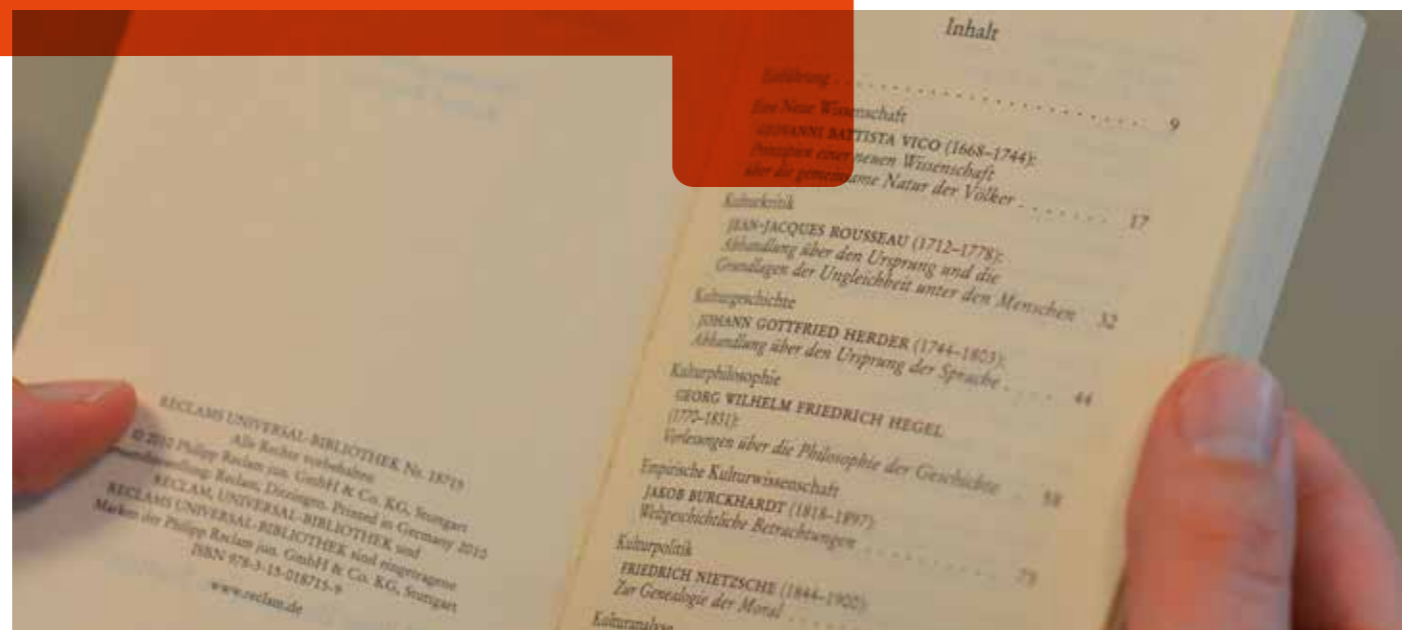 RECLAMS UNIVERSAL-BIBLIOTHEK Nr. 18715
Alle Rechte vorbehalten
© 2010 Philipp Reclam jun. GmbH & Co. KG, Stuttgart
Reclam, Ditzingen. Printed in Germany 2010
RECLAM, UNIVERSAL-BIBLIOTHEK und
RECLAMS UNIVERSAL-BIBLIOTHEK sind eingetragene
Marken der Philipp Reclam jun. GmbH & Co. KG, Stuttgart
ISBN 978-3-15-018715-9
www.reclam.de
Inhalt
Einführung . . . . . . . . . . . . . . . . . . . . 9
Eine Neue Wissenschaft
GIOVANNI BATTISTA VICO (1668–1744):
Prinzipien einer neuen Wissenschaft
über die gemeinsame Natur der Völker . . . . . . . 17
Kulturkritik
JEAN-JACQUES ROUSSEAU (1712–1778):
Abhandlung über den Ursprung und die
Grundlagen der Ungleichheit unter den Menschen 32
Kulturgeschichte
JOHANN GOTTFRIED HERDER (1744–1803):
Abhandlung über den Ursprung der Sprache . . . . 44
Kulturphilosophie
GEORG WILHELM FRIEDRICH HEGEL
(1770–1831):
Vorlesungen über die Philosophie der Geschichte .
Empirische Kulturwissenschaft
JAKOB BURCKHARDT (1818–1897):
Weltgeschichtliche Betrachtungen . . . . . . . . .
Kulturpolitik
FRIEDRICH NIETZSCHE (1844–1900):
Zur Genealogie der Moral . . .
Kulturanalyse